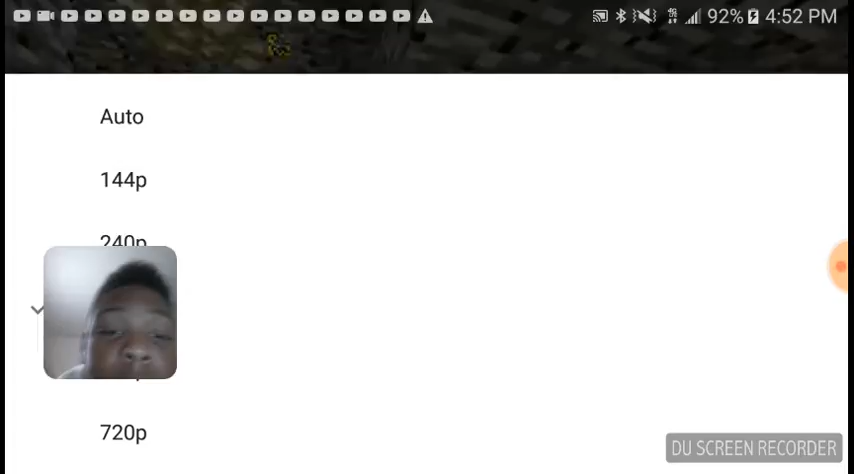 92% 4:52 PM
Auto
144p
240p
720p
DU SCREEN RECORDER